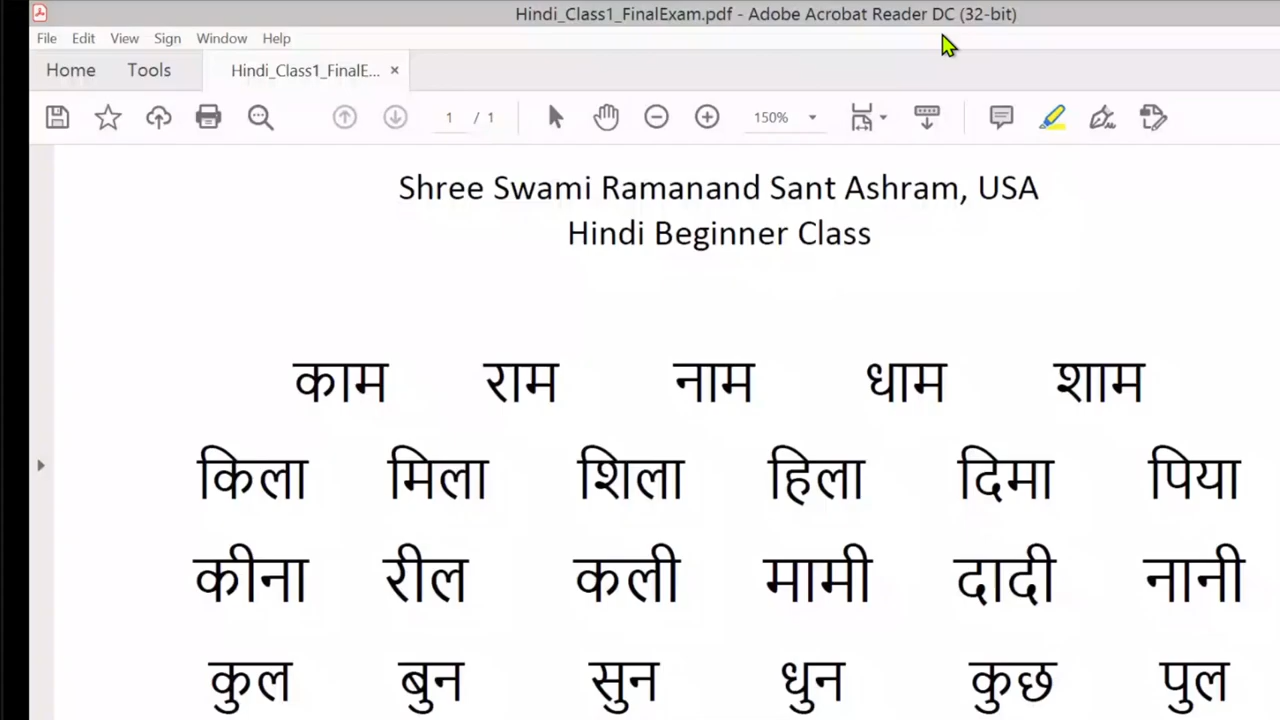 Hindi_Class1_FinalExam.pdf - Adobe Acrobat Reader DC (32-bit)
File Edit View Sign Window Help
Home Tools Hindi_Class1_FinalE... ×
1 / 1 150%
Shree Swami Ramanand Sant Ashram, USA
Hindi Beginner Class
काम राम नाम धाम शाम
किला मिला शिला हिला दिमा पिया
कीना रील कली मामी दादी नानी
कुल बुन सुन धुन कुछ पुल